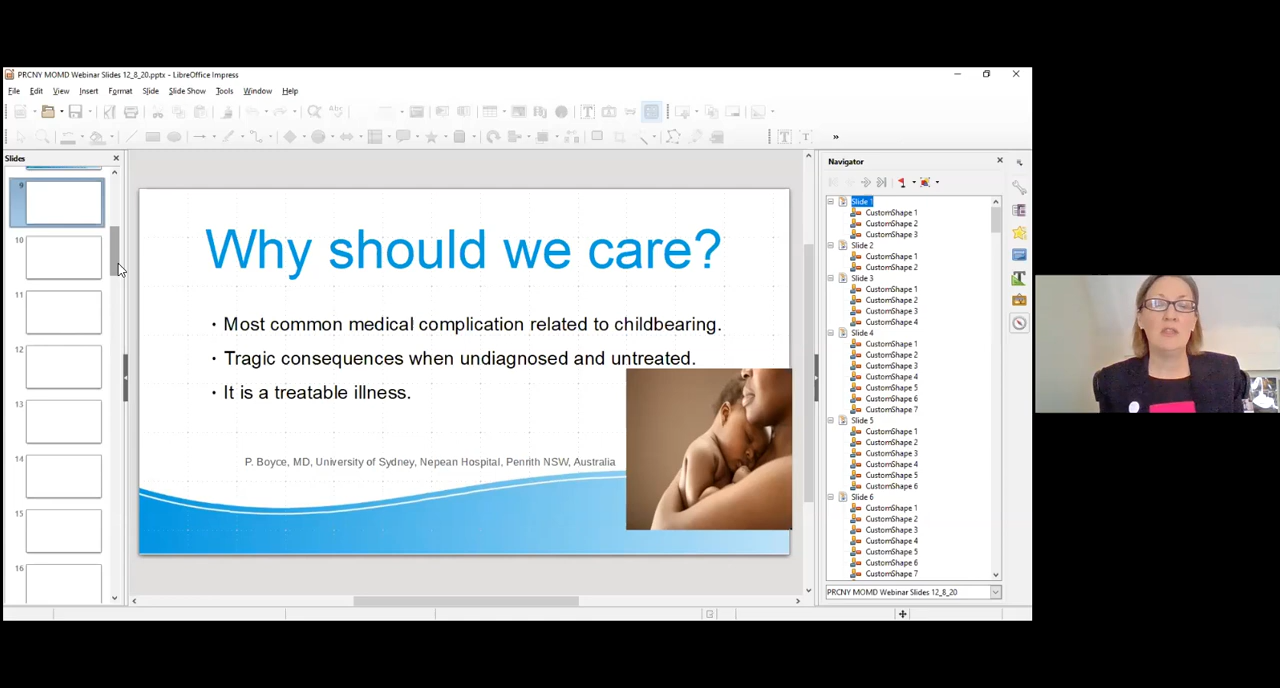 PRCNY MOMD Webinar Slides 12_8_20.pptx - LibreOffice Impress
File Edit View Insert Format Slide Slide Show Tools Window Help
Slides
9
10
11
12
13
14
15
16
Why should we care?
· Most common medical complication related to childbearing.
· Tragic consequences when undiagnosed and untreated.
· It is a treatable illness.
P. Boyce, MD, University of Sydney, Nepean Hospital, Penrith NSW, Australia
Navigator
Slide 1
CustomShape 1
CustomShape 2
CustomShape 3
Slide 2
CustomShape 1
CustomShape 2
Slide 3
CustomShape 1
CustomShape 2
CustomShape 3
CustomShape 4
Slide 4
CustomShape 1
CustomShape 2
CustomShape 3
CustomShape 4
CustomShape 5
CustomShape 6
CustomShape 7
Slide 5
CustomShape 1
CustomShape 2
CustomShape 3
CustomShape 4
CustomShape 5
CustomShape 6
Slide 6
CustomShape 1
CustomShape 2
CustomShape 3
CustomShape 4
CustomShape 5
CustomShape 6
CustomShape 7
PRCNY MOMD Webinar Slides 12_8_20